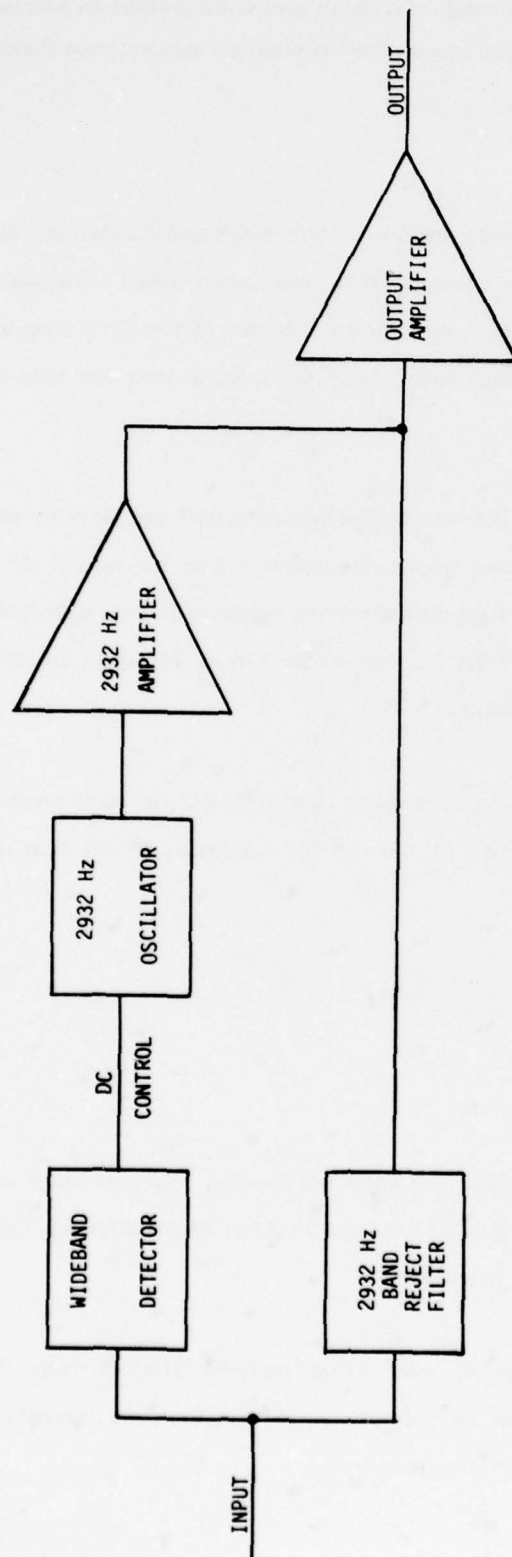 INPUT
WIDEBAND
DETECTOR
DC
CONTROL
2932 Hz
OSCILLATOR
2932 Hz
AMPLIFIER
2932 Hz
BAND
REJECT
FILTER
OUTPUT
AMPLIFIER
OUTPUT